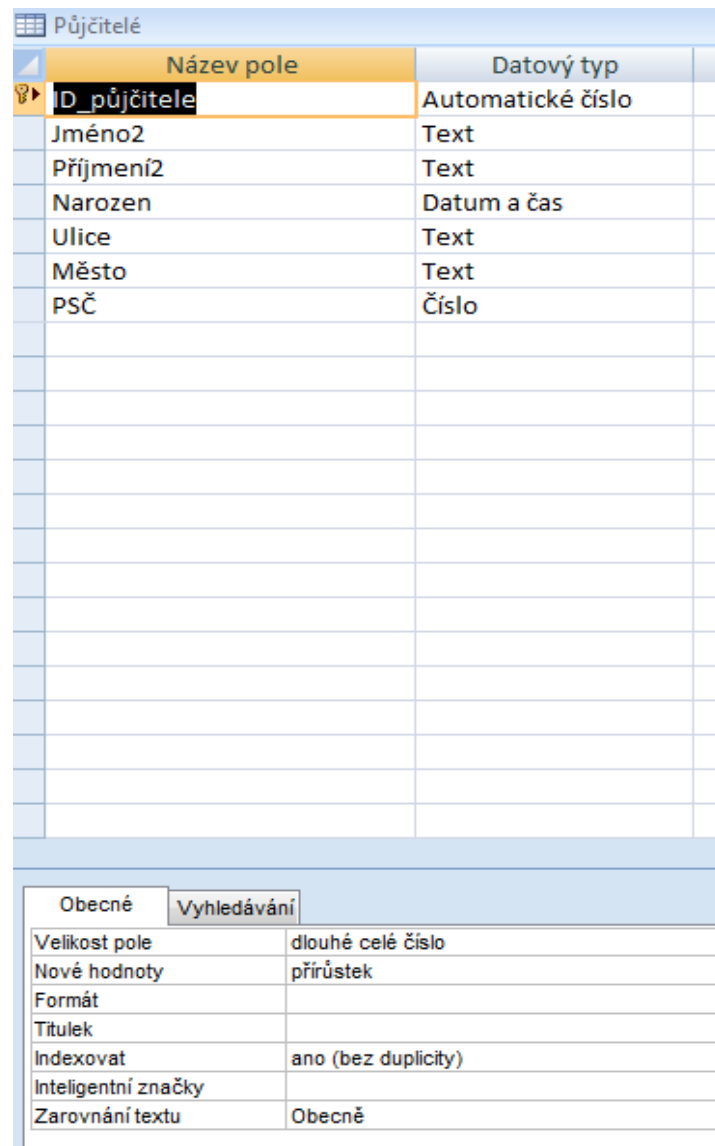 Půjčitelé
Název pole Datový typ
ID_půjčitele Automatické číslo
Jméno2 Text
Příjmení2 Text
Narozen Datum a čas
Ulice Text
Město Text
PSČ Číslo
Obecné Vyhledávání
Velikost pole dlouhé celé číslo
Nové hodnoty přírůstek
Formát
Titulek
Indexovat ano (bez duplicity)
Inteligentní značky
Zarovnání textu Obecně